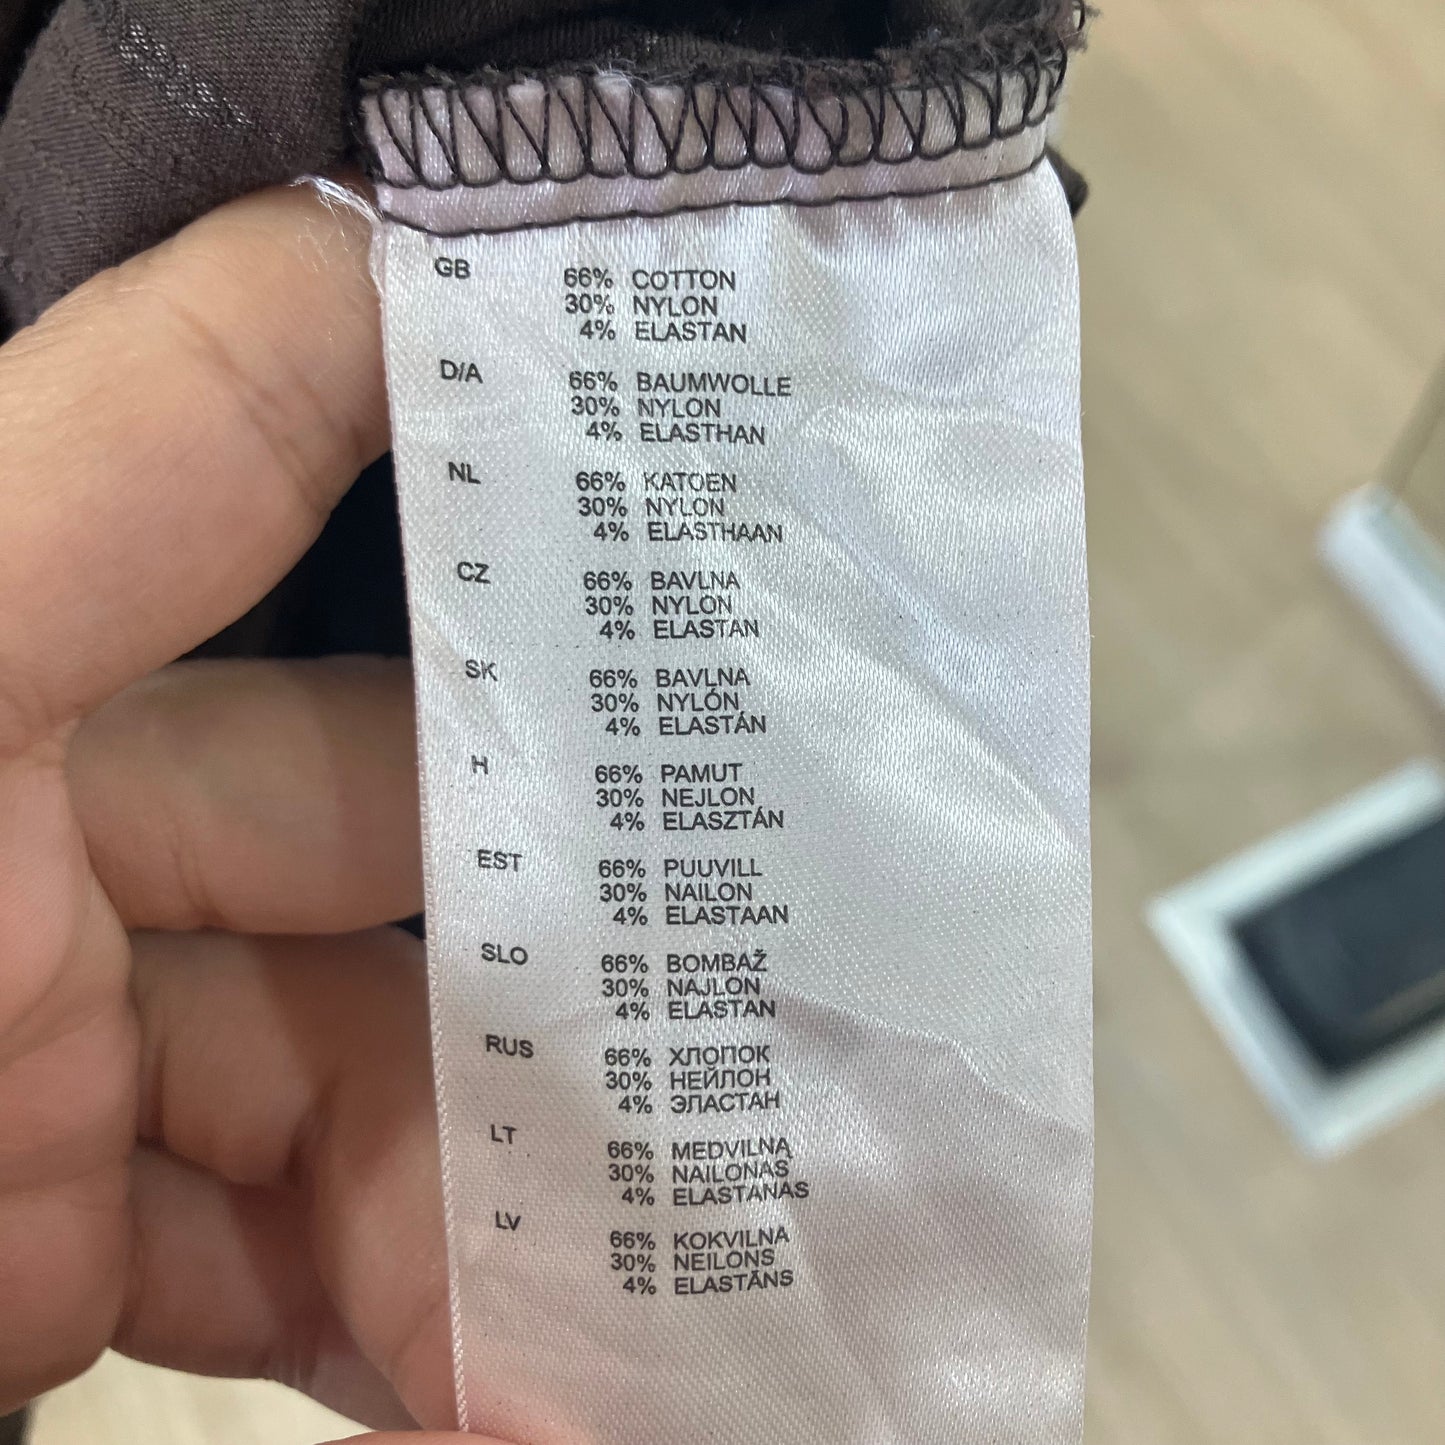 GB 66% COTTON
30% NYLON
4% ELASTAN
D/A 66% BAUMWOLLE
30% NYLON
4% ELASTHAN
NL 66% KATOEN
30% NYLON
4% ELASTHAAN
CZ 66% BAVLNA
30% NYLON
4% ELASTAN
SK 66% BAVLNA
30% NYLÓN
4% ELASTÁN
H 66% PAMUT
30% NEJLON
4% ELASZTÁN
EST 66% PUUVILL
30% NAILON
4% ELASTAAN
SLO 66% BOMBAŽ
30% NAJLON
4% ELASTAN
RUS 66% ХЛОПОК
30% НЕЙЛОН
4% ЭЛАСТАН
LT 66% MEDVILNĄ
30% NAILONAS
4% ELASTANAS
LV 66% KOKVILNA
30% NEILONS
4% ELASTĀNS